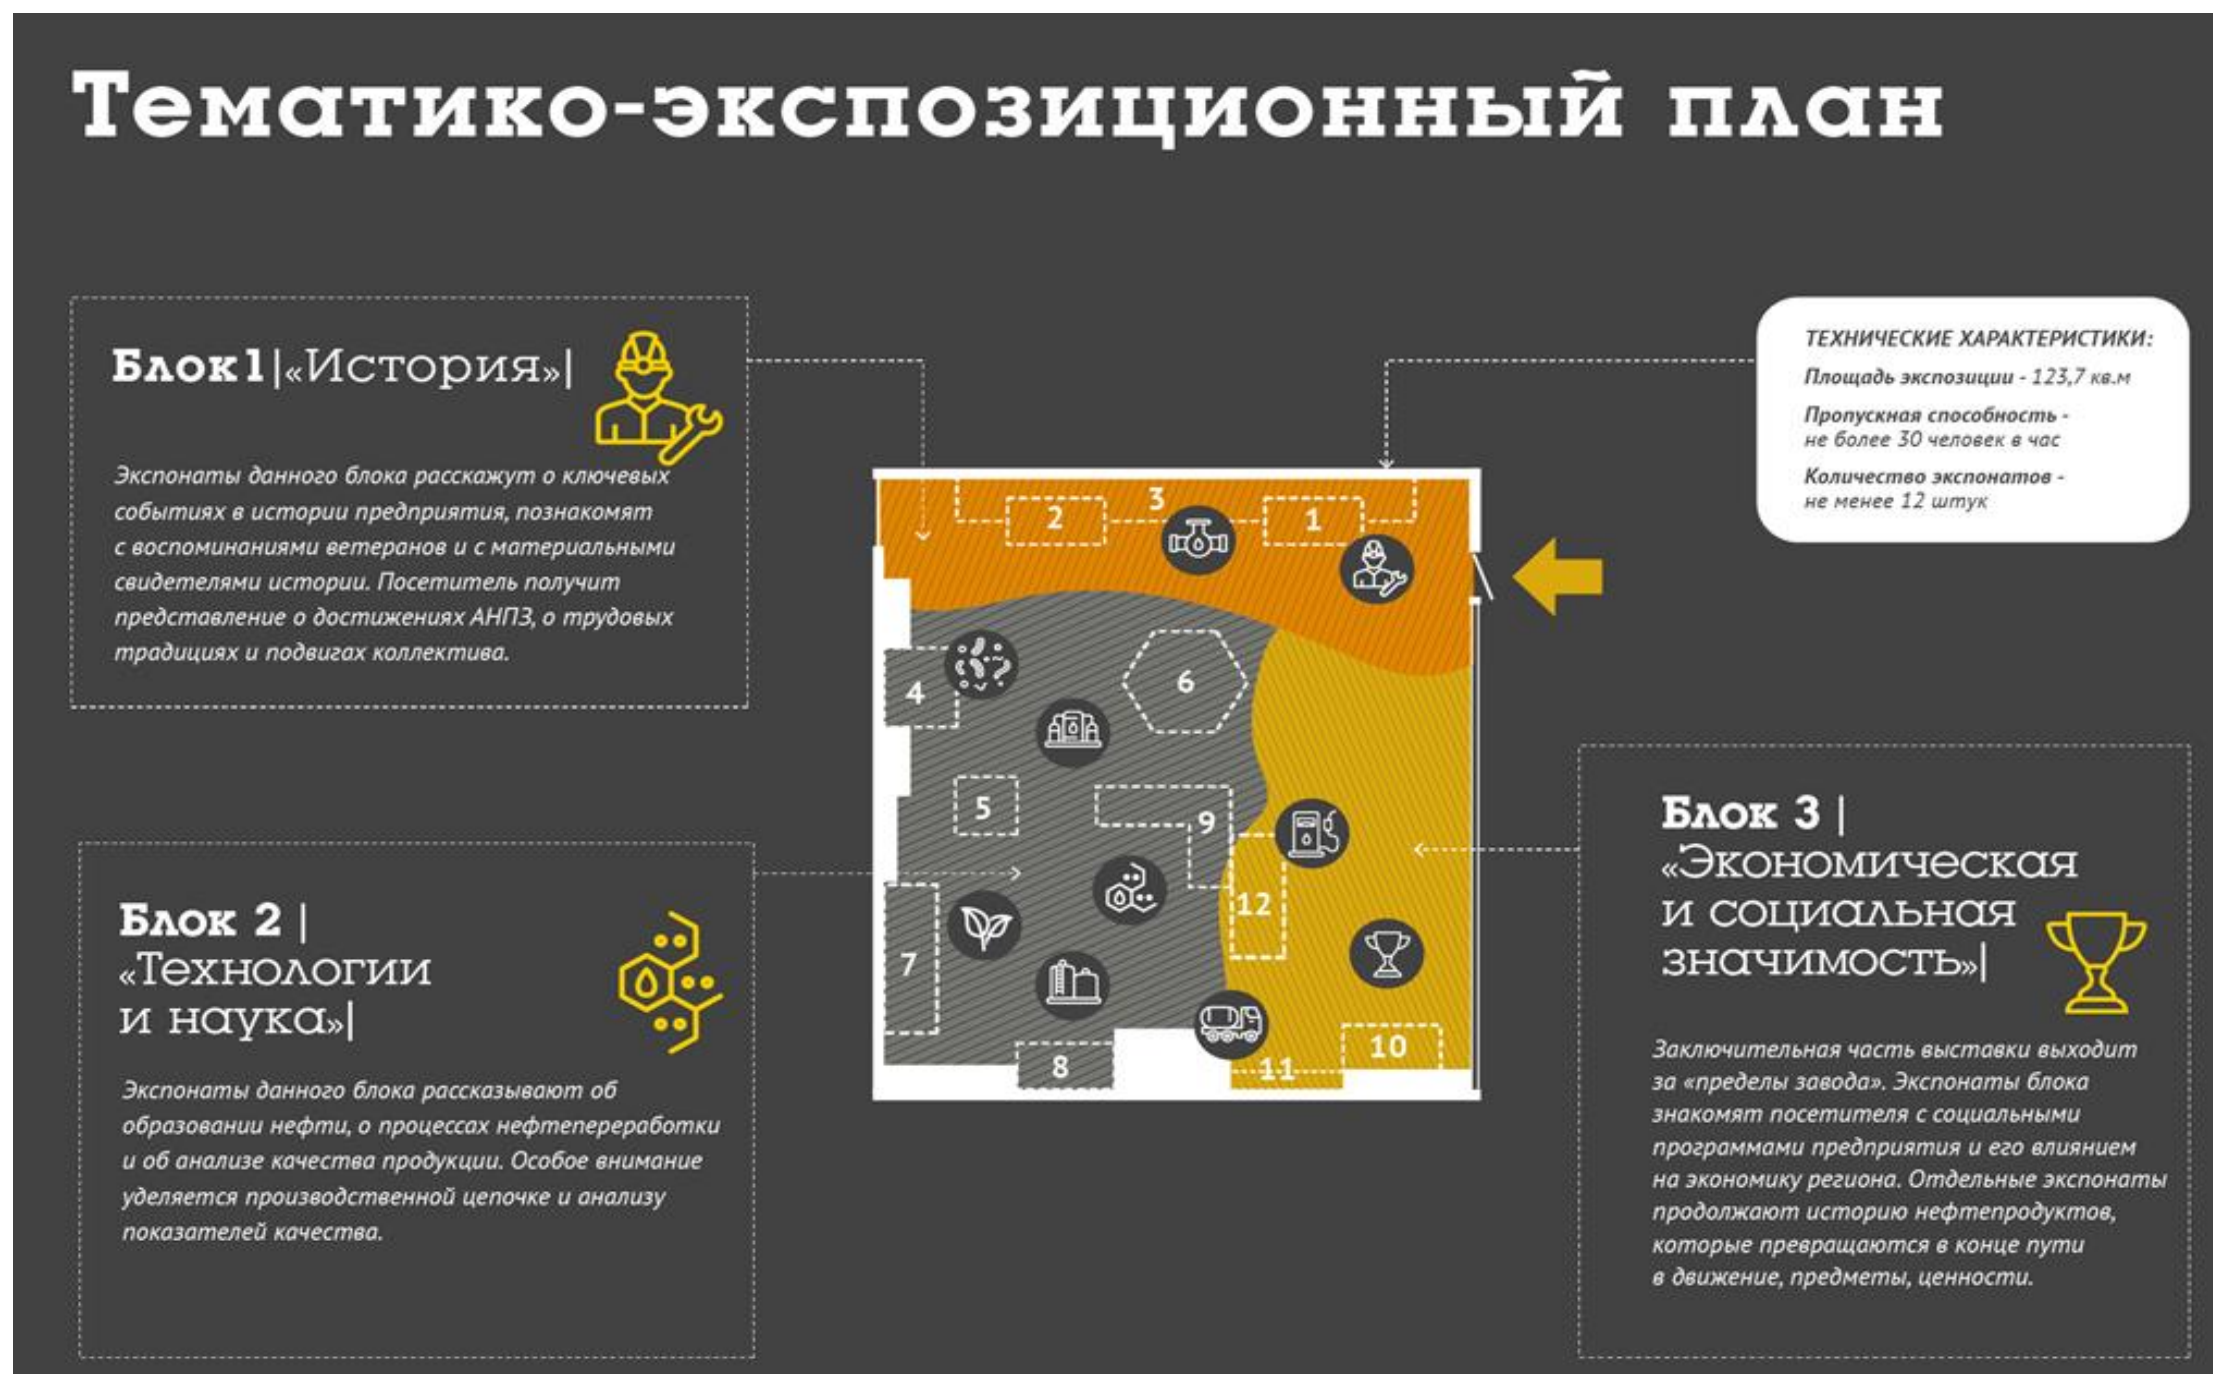 Тематико-экспозиционный план
Блок1|«История»|
Экспонаты данного блока расскажут о ключевых
событиях в истории предприятия, познакомят
с воспоминаниями ветеранов и с материальными
свидетелями истории. Посетитель получит
представление о достижениях АНПЗ, о трудовых
традициях и подвигах коллектива.
ТЕХНИЧЕСКИЕ ХАРАКТЕРИСТИКИ:
Площадь экспозиции - 123,7 кв.м
Пропускная способность -
не более 30 человек в час
Количество экспонатов -
не менее 12 штук
3
2
1
6
4
5
9
12
7
10
8
11
Блок 2 |
«Технологии
и наука»|
Экспонаты данного блока рассказывают об
образовании нефти, о процессах нефтепереработки
и об анализе качества продукции. Особое внимание
уделяется производственной цепочке и анализу
показателей качества.
Блок 3 |
«Экономическая
и социальная
значимость»|
Заключительная часть выставки выходит
за «пределы завода». Экспонаты блока
знакомят посетителя с социальными
программами предприятия и его влиянием
на экономику региона. Отдельные экспонаты
продолжают историю нефтепродуктов,
которые превращаются в конце пути
в движение, предметы, ценности.